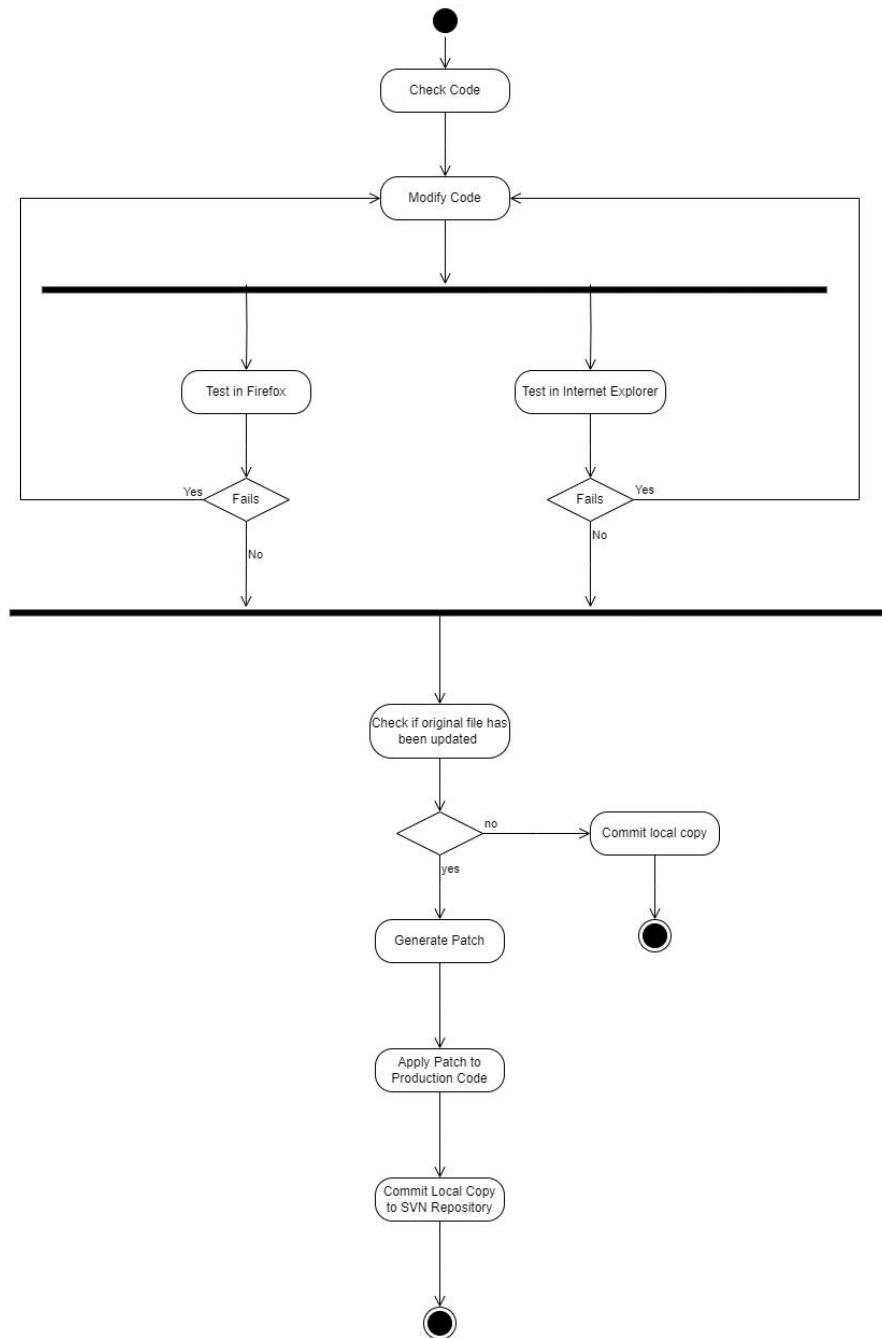 Check Code
Modify Code
Test in Firefox
Test in Internet Explorer
Yes
Fails
Fails
Yes
No
No
Check if original file has
been updated
no
Commit local copy
yes
Generate Patch
Apply Patch to
Production Code
Commit Local Copy
to SVN Repository